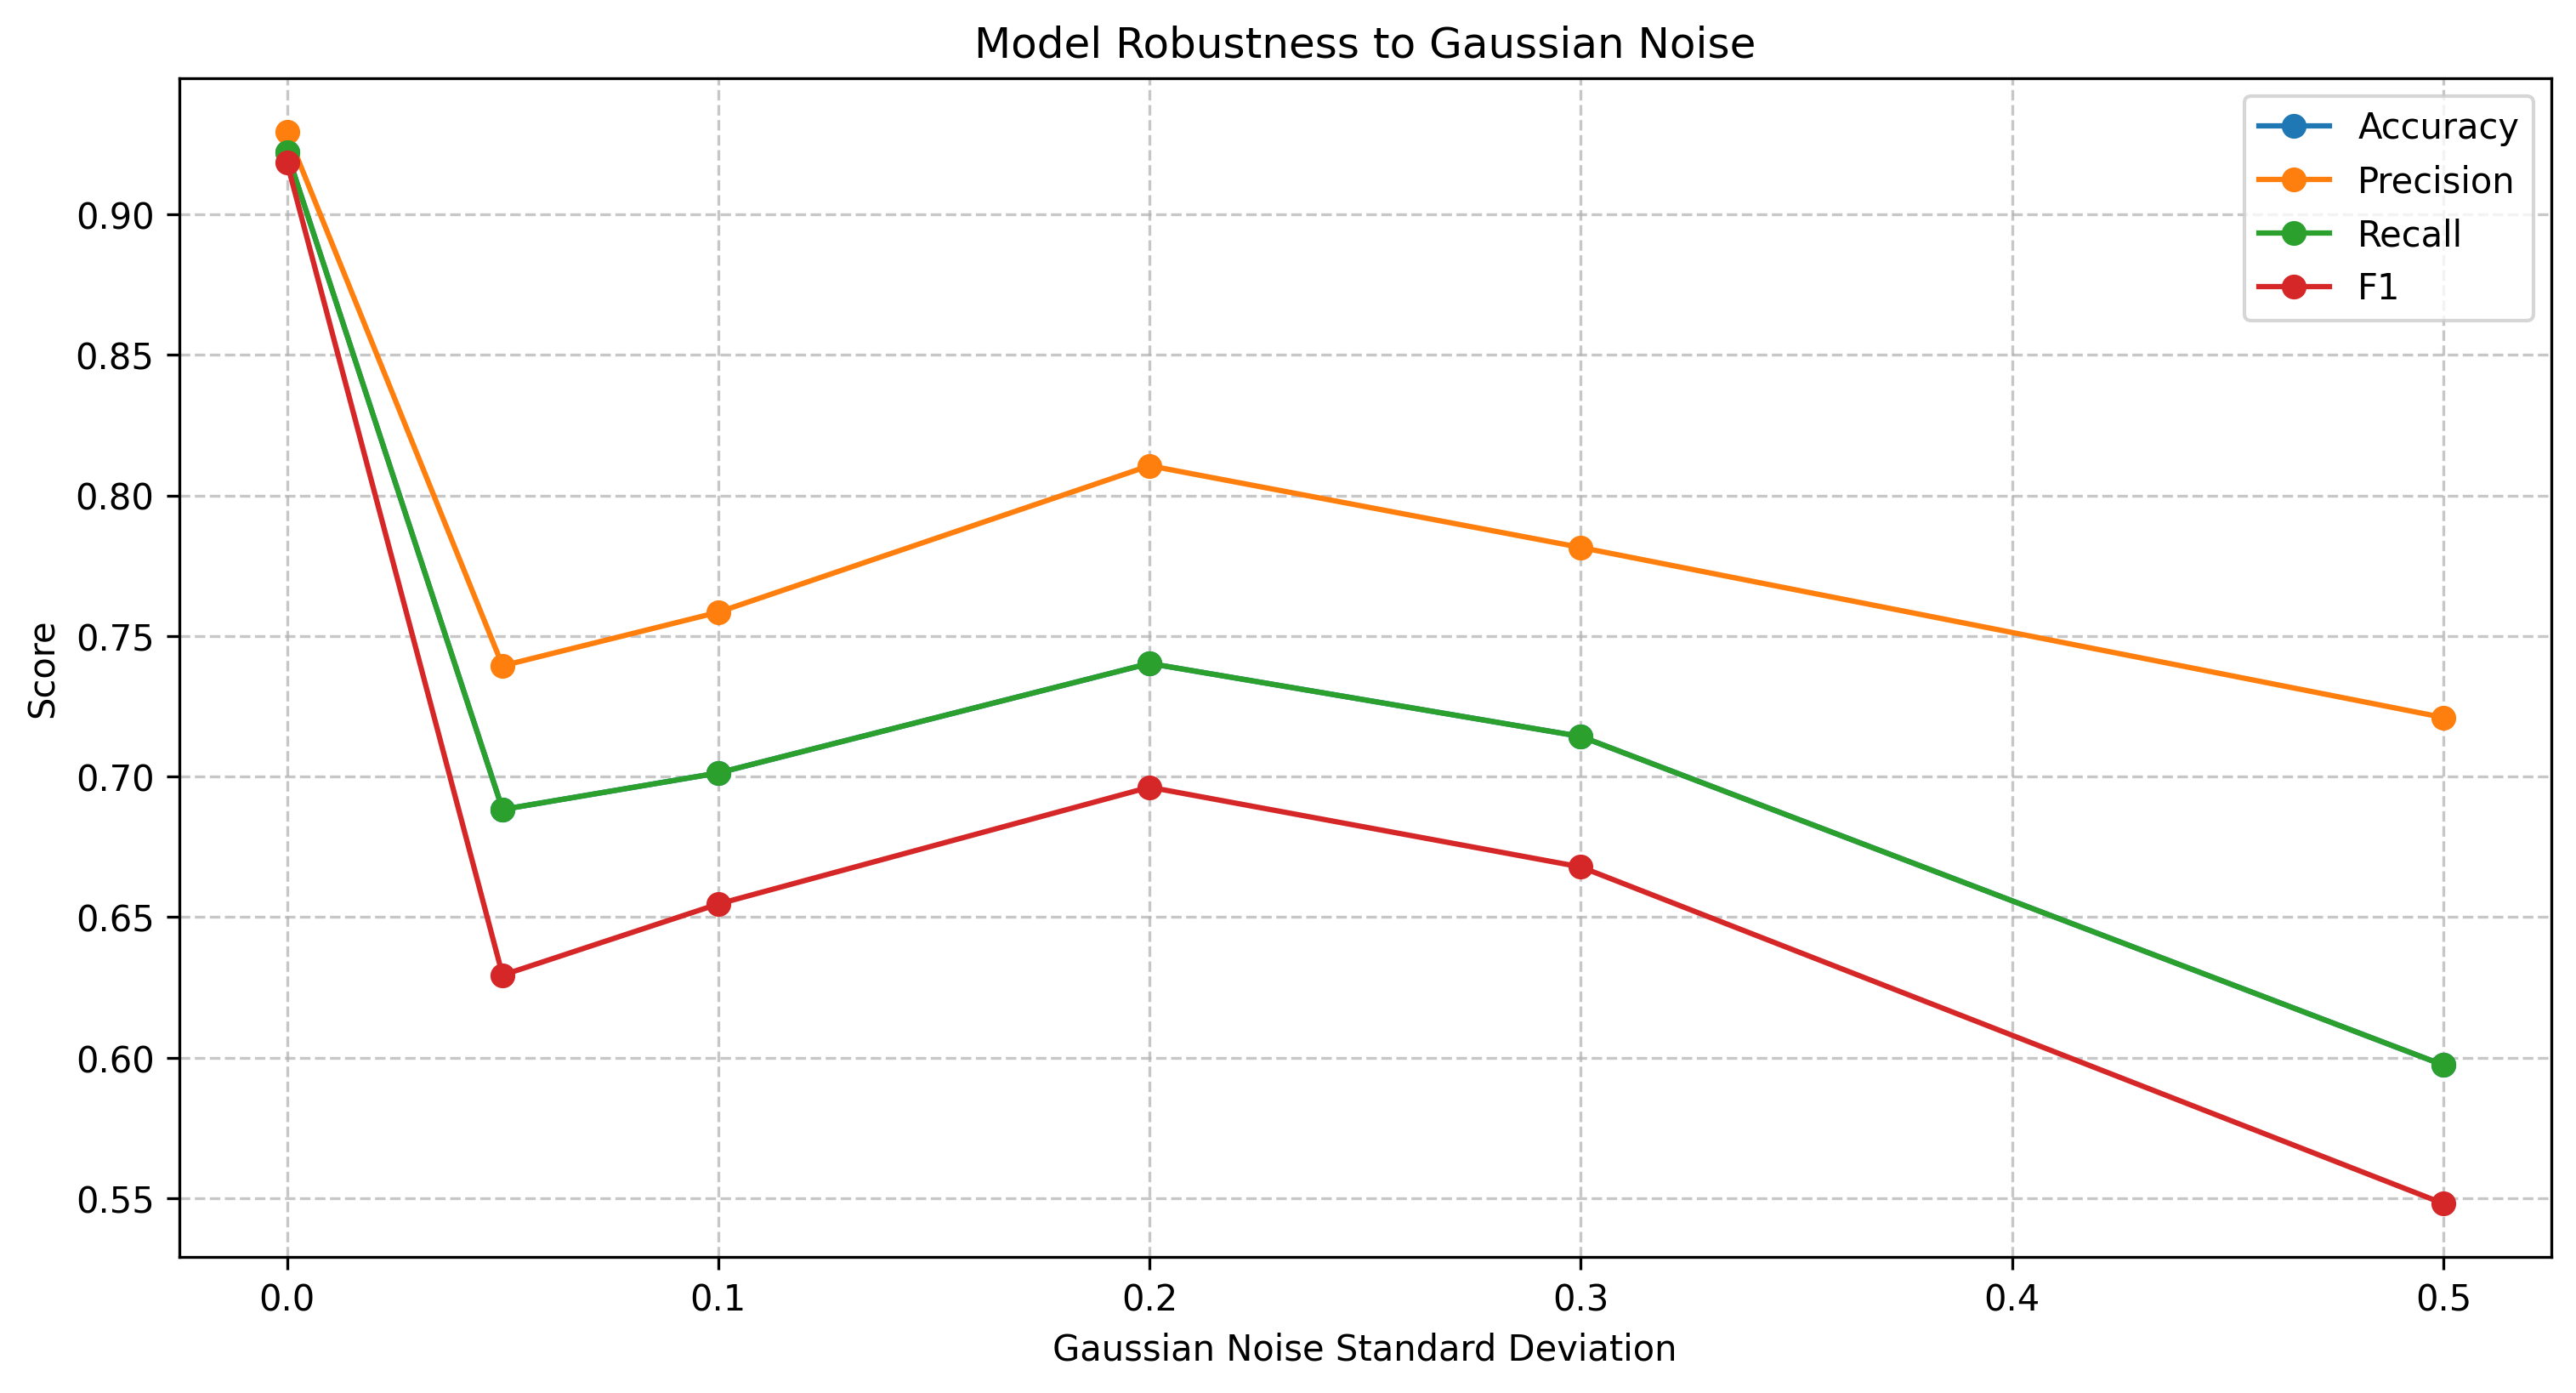 Model Robustness to Gaussian Noise
Accuracy
Precision
Recall
F1
0.90
0.85
0.80
0.75
0.70
0.65
0.60
0.55
Score
0.0 0.1 0.2 0.3 0.4 0.5
Gaussian Noise Standard Deviation